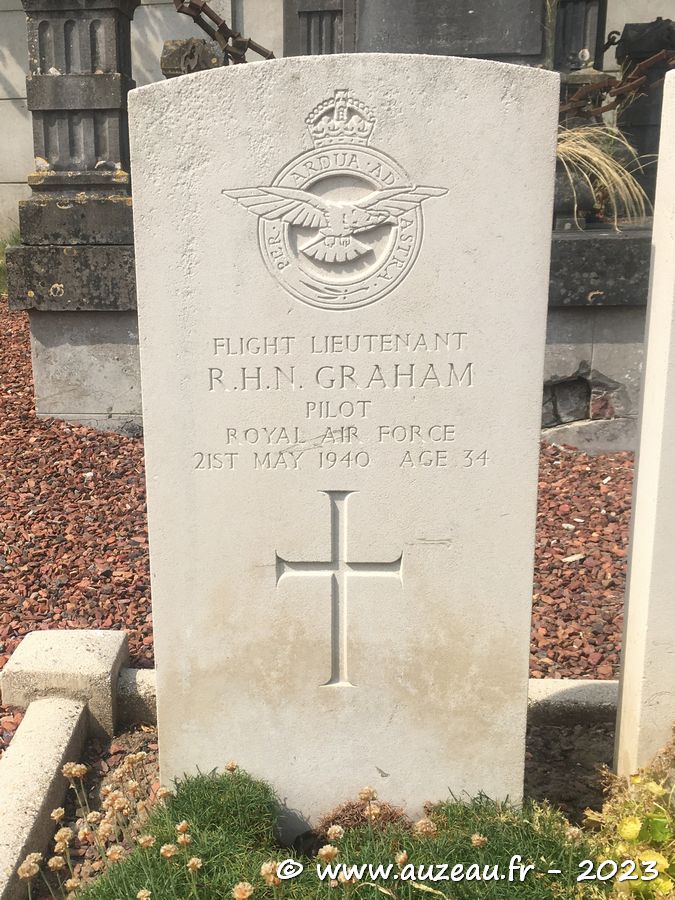 PER · ARDUA · AD ASTRA
FLIGHT LIEUTENANT
R.H.N. GRAHAM
PILOT
ROYAL AIR FORCE
21ST MAY 1940 AGE 34
© www.auzeau.fr - 2023